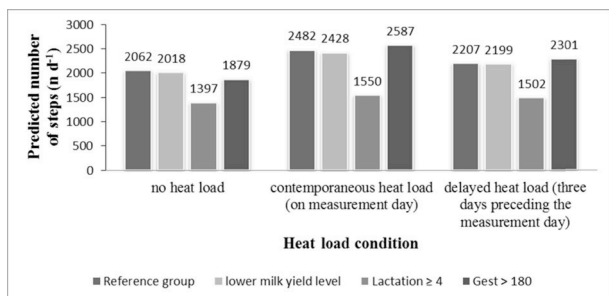 Predicted number
of steps (n d⁻¹)
3000
2500
2000
1500
1000
500
0
2062 2018 1397 1879
2482 2428 1550 2587
2207 2199 1502 2301
no heat load
contemporaneous heat load
(on measurement day)
delayed heat load (three
days preceding the
measurement day)
Heat load condition
Reference group lower milk yield level Lactation ≥ 4 Gest > 180